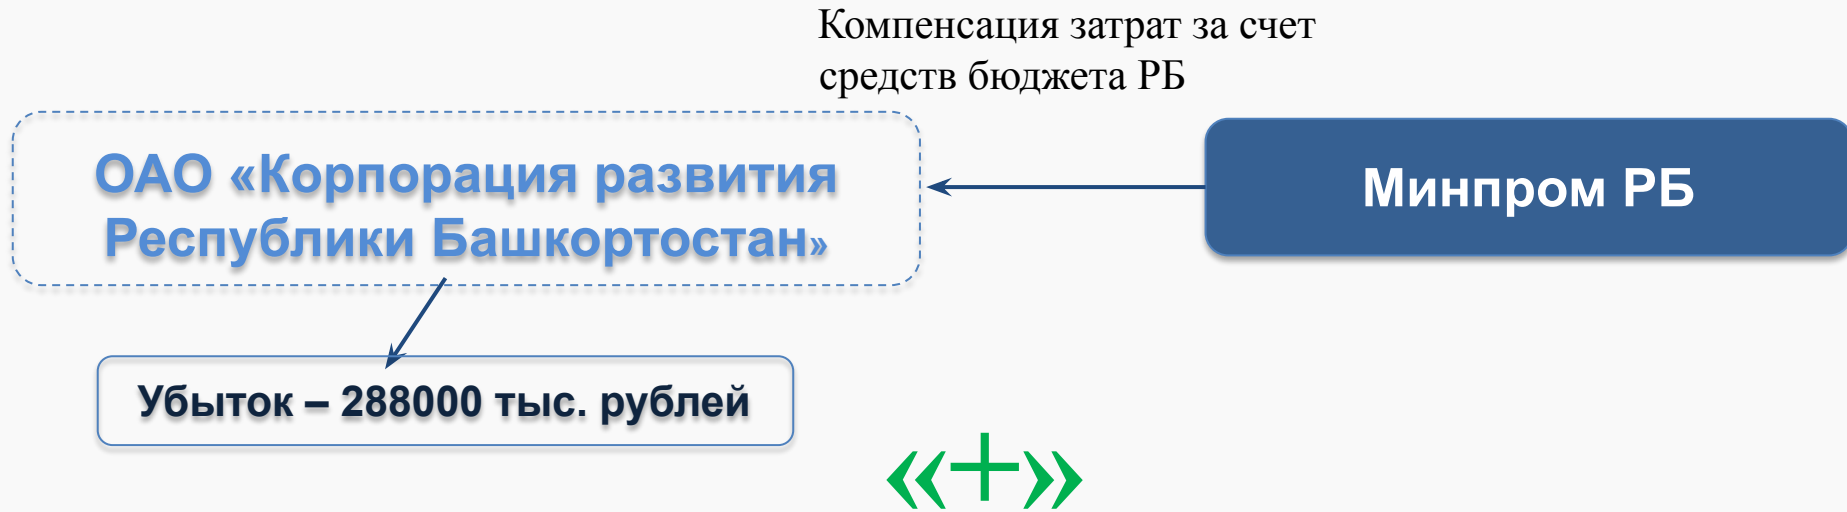 Компенсация затрат за счет
средств бюджета РБ
ОАО «Корпорация развития
Республики Башкортостан»
Минпром РБ
Убыток – 288000 тыс. рублей
«+»